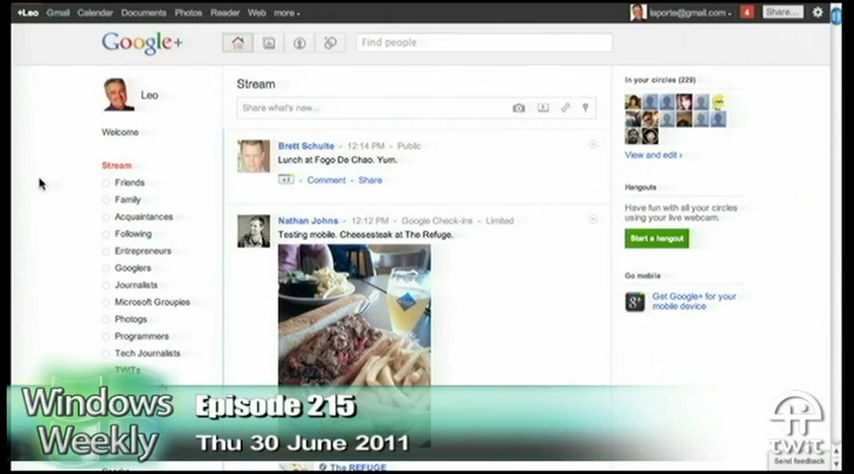 +Leo Gmail Calendar Documents Photos Reader Web more
laporte@gmail.com 4 Share...
Google+
Find people
Leo
Welcome
Stream
Friends
Family
Acquaintances
Following
Entrepreneurs
Googlers
Journalists
Microsoft Groupies
Photogs
Programmers
Tech Journalists
TWiTs
Stream
Share what's new...
Brett Schulte - 12:14 PM - Public
Lunch at Fogo De Chao. Yum.
+1 - Comment - Share
Nathan Johns - 12:12 PM - Google Check-ins - Limited
Testing mobile. Cheesesteak at The Refuge.
The REFUGE
In your circles (229)
View and edit ›
Hangouts
Have fun with all your circles
using your live webcam.
Start a hangout
Go mobile
g+
Get Google+ for your
mobile device
Windows
Weekly
Episode 215
Thu 30 June 2011
twit
Send feedback